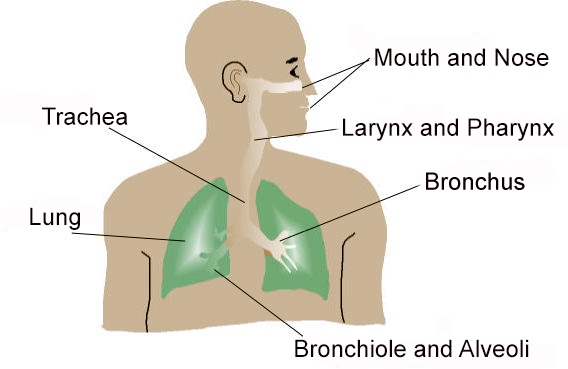 Mouth and Nose
Trachea
Larynx and Pharynx
Bronchus
Lung
Bronchiole and Alveoli